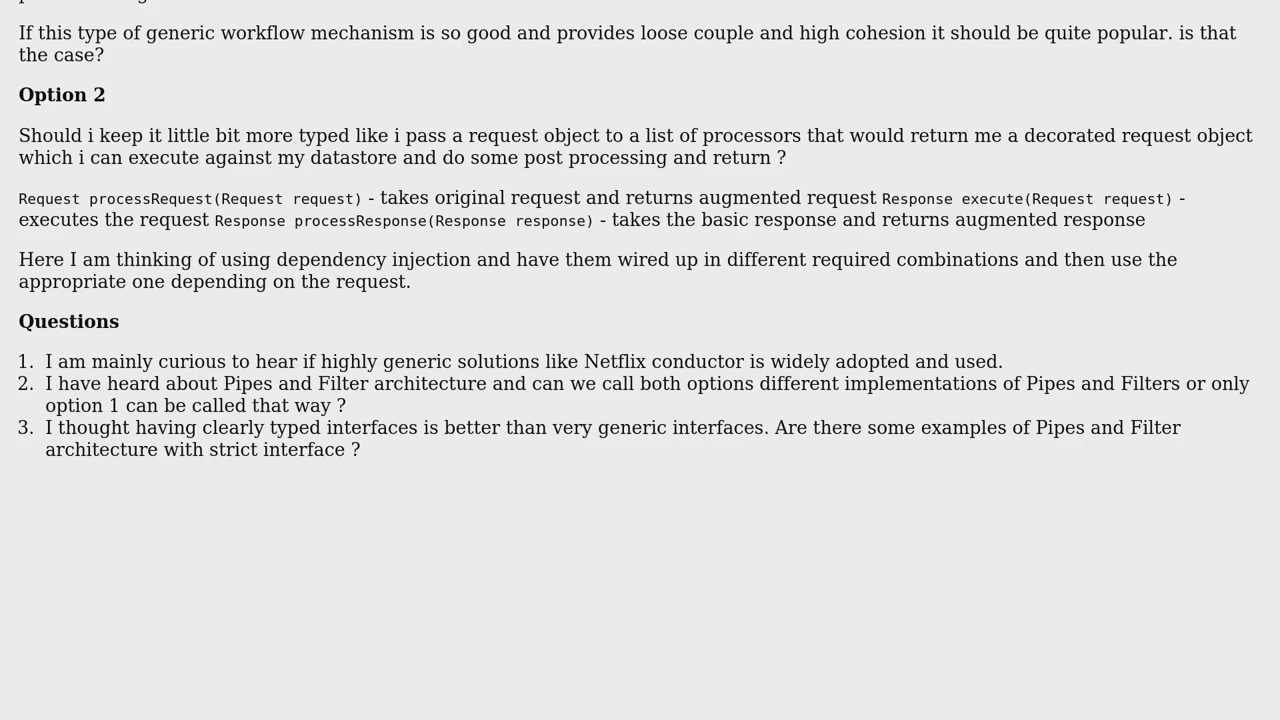 If this type of generic workflow mechanism is so good and provides loose couple and high cohesion it should be quite popular. is that
the case?
Option 2
Should i keep it little bit more typed like i pass a request object to a list of processors that would return me a decorated request object
which i can execute against my datastore and do some post processing and return ?
Request processRequest(Request request) - takes original request and returns augmented request Response execute(Request request) -
executes the request Response processResponse(Response response) - takes the basic response and returns augmented response
Here I am thinking of using dependency injection and have them wired up in different required combinations and then use the
appropriate one depending on the request.
Questions
1. I am mainly curious to hear if highly generic solutions like Netflix conductor is widely adopted and used.
2. I have heard about Pipes and Filter architecture and can we call both options different implementations of Pipes and Filters or only
option 1 can be called that way ?
3. I thought having clearly typed interfaces is better than very generic interfaces. Are there some examples of Pipes and Filter
architecture with strict interface ?